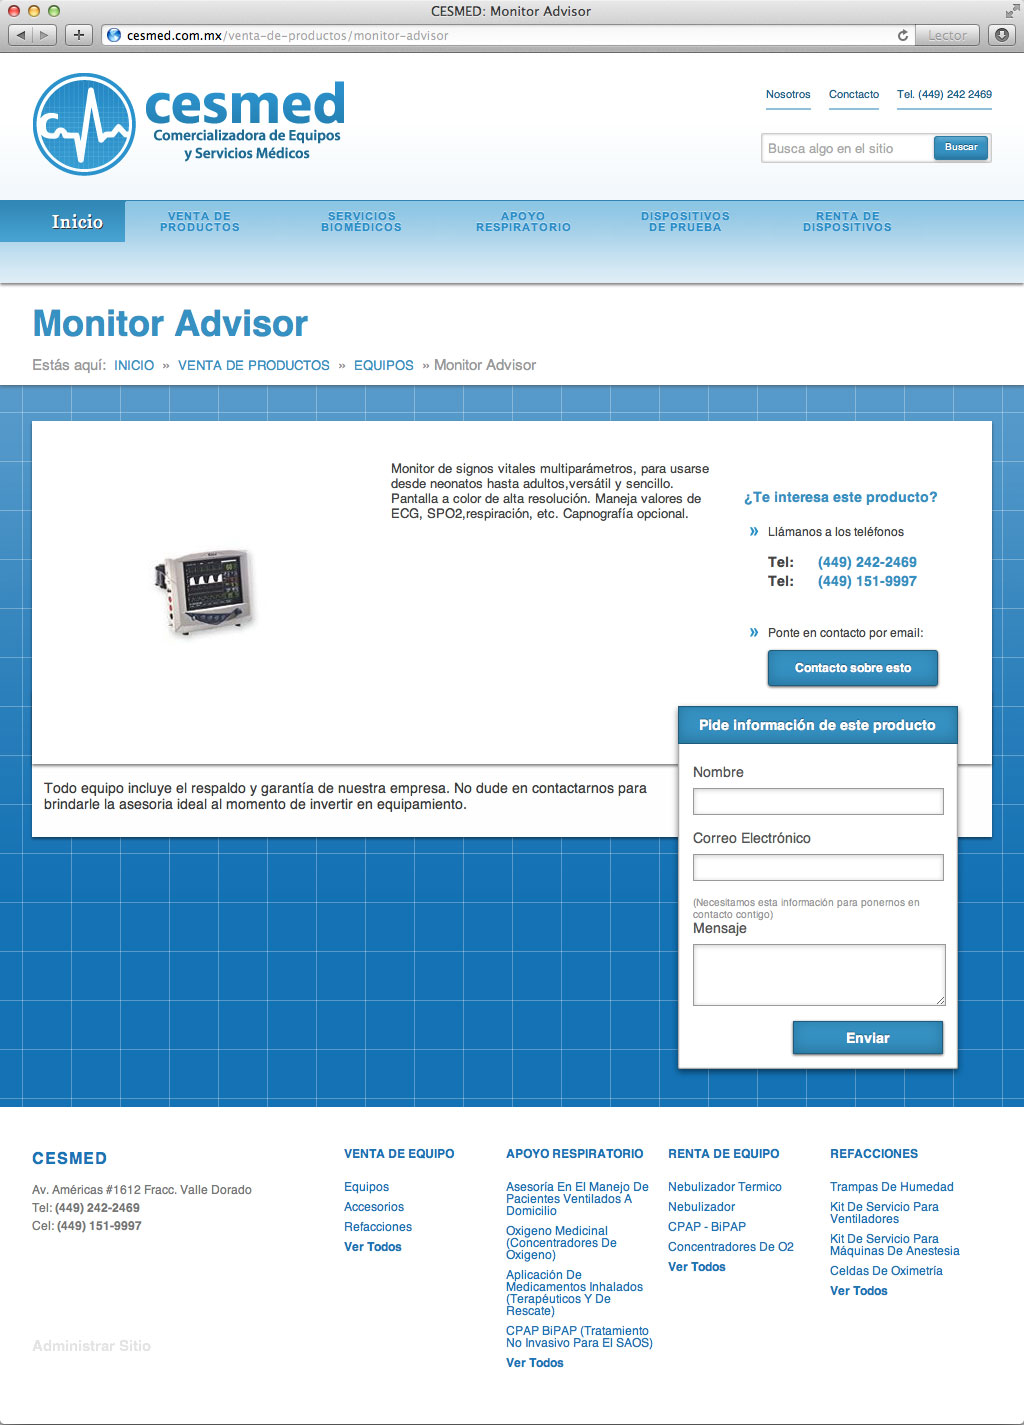 CESMED: Monitor Advisor
cesmed.com.mx/venta-de-productos/monitor-advisor
Lector
cesmed
Comercializadora de Equipos
y Servicios Médicos
Nosotros
Conctacto
Tel. (449) 242 2469
Busca algo en el sitio
Buscar
Inicio
VENTA DE
PRODUCTOS
SERVICIOS
BIOMÉDICOS
APOYO
RESPIRATORIO
DISPOSITIVOS
DE PRUEBA
RENTA DE
DISPOSITIVOS
Monitor Advisor
Estás aquí: INICIO » VENTA DE PRODUCTOS » EQUIPOS » Monitor Advisor
Monitor de signos vitales multiparámetros, para usarse
desde neonatos hasta adultos,versátil y sencillo.
Pantalla a color de alta resolución. Maneja valores de
ECG, SPO2,respiración, etc. Capnografía opcional.
¿Te interesa este producto?
» Llámanos a los teléfonos
Tel: (449) 242-2469
Tel: (449) 151-9997
» Ponte en contacto por email:
Contacto sobre esto
Pide información de este producto
Nombre
Correo Electrónico
(Necesitamos esta información para ponernos en
contacto contigo)
Mensaje
Enviar
Todo equipo incluye el respaldo y garantía de nuestra empresa. No dude en contactarnos para
brindarle la asesoria ideal al momento de invertir en equipamiento.
CESMED
Av. Américas #1612 Fracc. Valle Dorado
Tel: (449) 242-2469
Cel: (449) 151-9997
Administrar Sitio
VENTA DE EQUIPO
Equipos
Accesorios
Refacciones
Ver Todos
APOYO RESPIRATORIO
Asesoría En El Manejo De
Pacientes Ventilados A
Domicilio
Oxigeno Medicinal
(Concentradores De
Oxigeno)
Aplicación De
Medicamentos Inhalados
(Terapéuticos Y De
Rescate)
CPAP BiPAP (Tratamiento
No Invasivo Para El SAOS)
Ver Todos
RENTA DE EQUIPO
Nebulizador Termico
Nebulizador
CPAP - BiPAP
Concentradores De O2
Ver Todos
REFACCIONES
Trampas De Humedad
Kit De Servicio Para
Ventiladores
Kit De Servicio Para
Máquinas De Anestesia
Celdas De Oximetría
Ver Todos